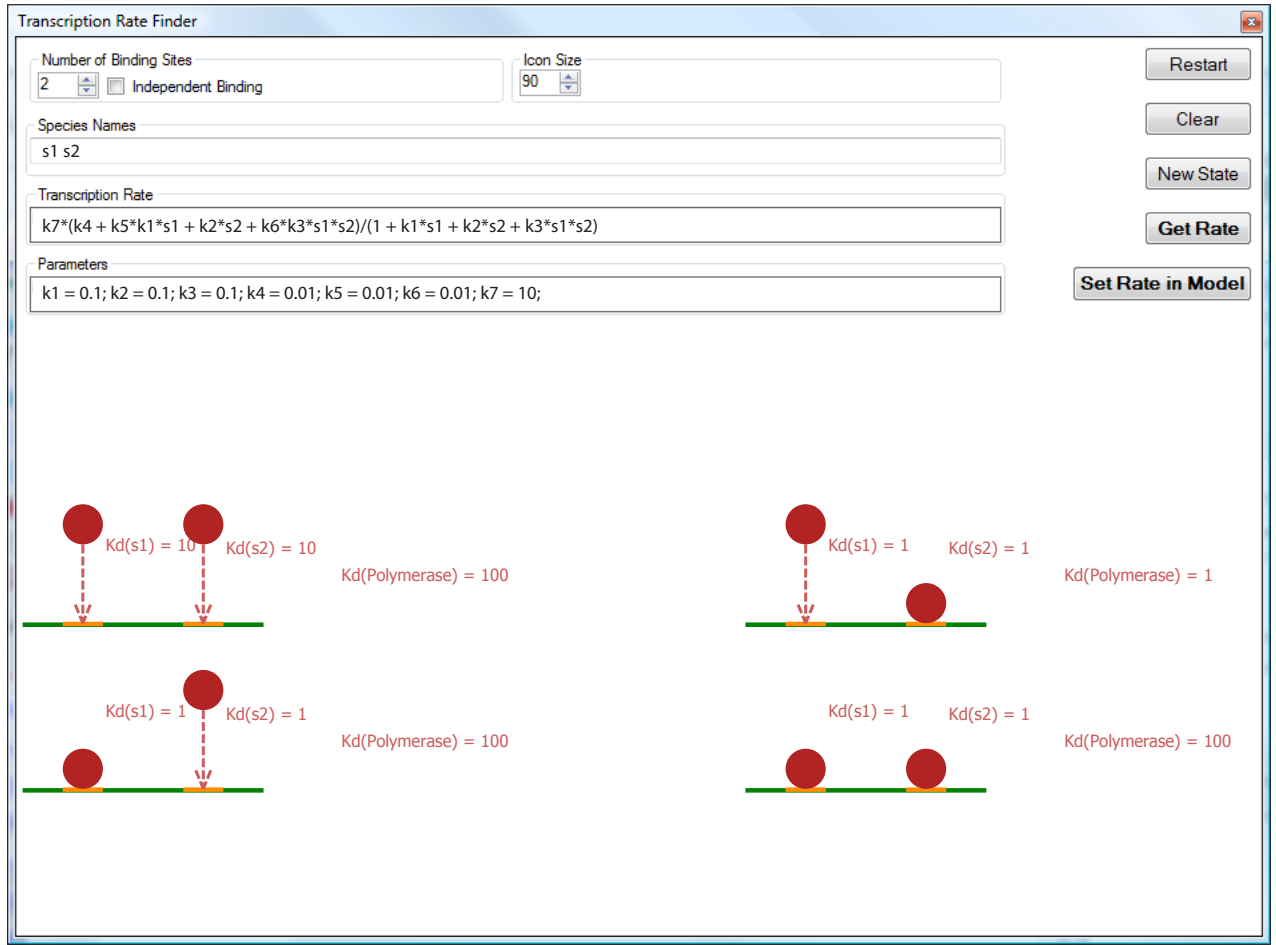 Transcription Rate Finder
Number of Binding Sites
Icon Size
Restart
2
Independent Binding
90
Clear
Species Names
s1 s2
New State
Transcription Rate
k7*(k4 + k5*k1*s1 + k2*s2 + k6*k3*s1*s2)/(1 + k1*s1 + k2*s2 + k3*s1*s2)
Get Rate
Parameters
k1 = 0.1; k2 = 0.1; k3 = 0.1; k4 = 0.01; k5 = 0.01; k6 = 0.01; k7 = 10;
Set Rate in Model
Kd(s1) = 10
Kd(s2) = 10
Kd(Polymerase) = 100
Kd(s1) = 1
Kd(s2) = 1
Kd(Polymerase) = 1
Kd(s1) = 1
Kd(s2) = 1
Kd(Polymerase) = 100
Kd(s1) = 1
Kd(s2) = 1
Kd(Polymerase) = 100